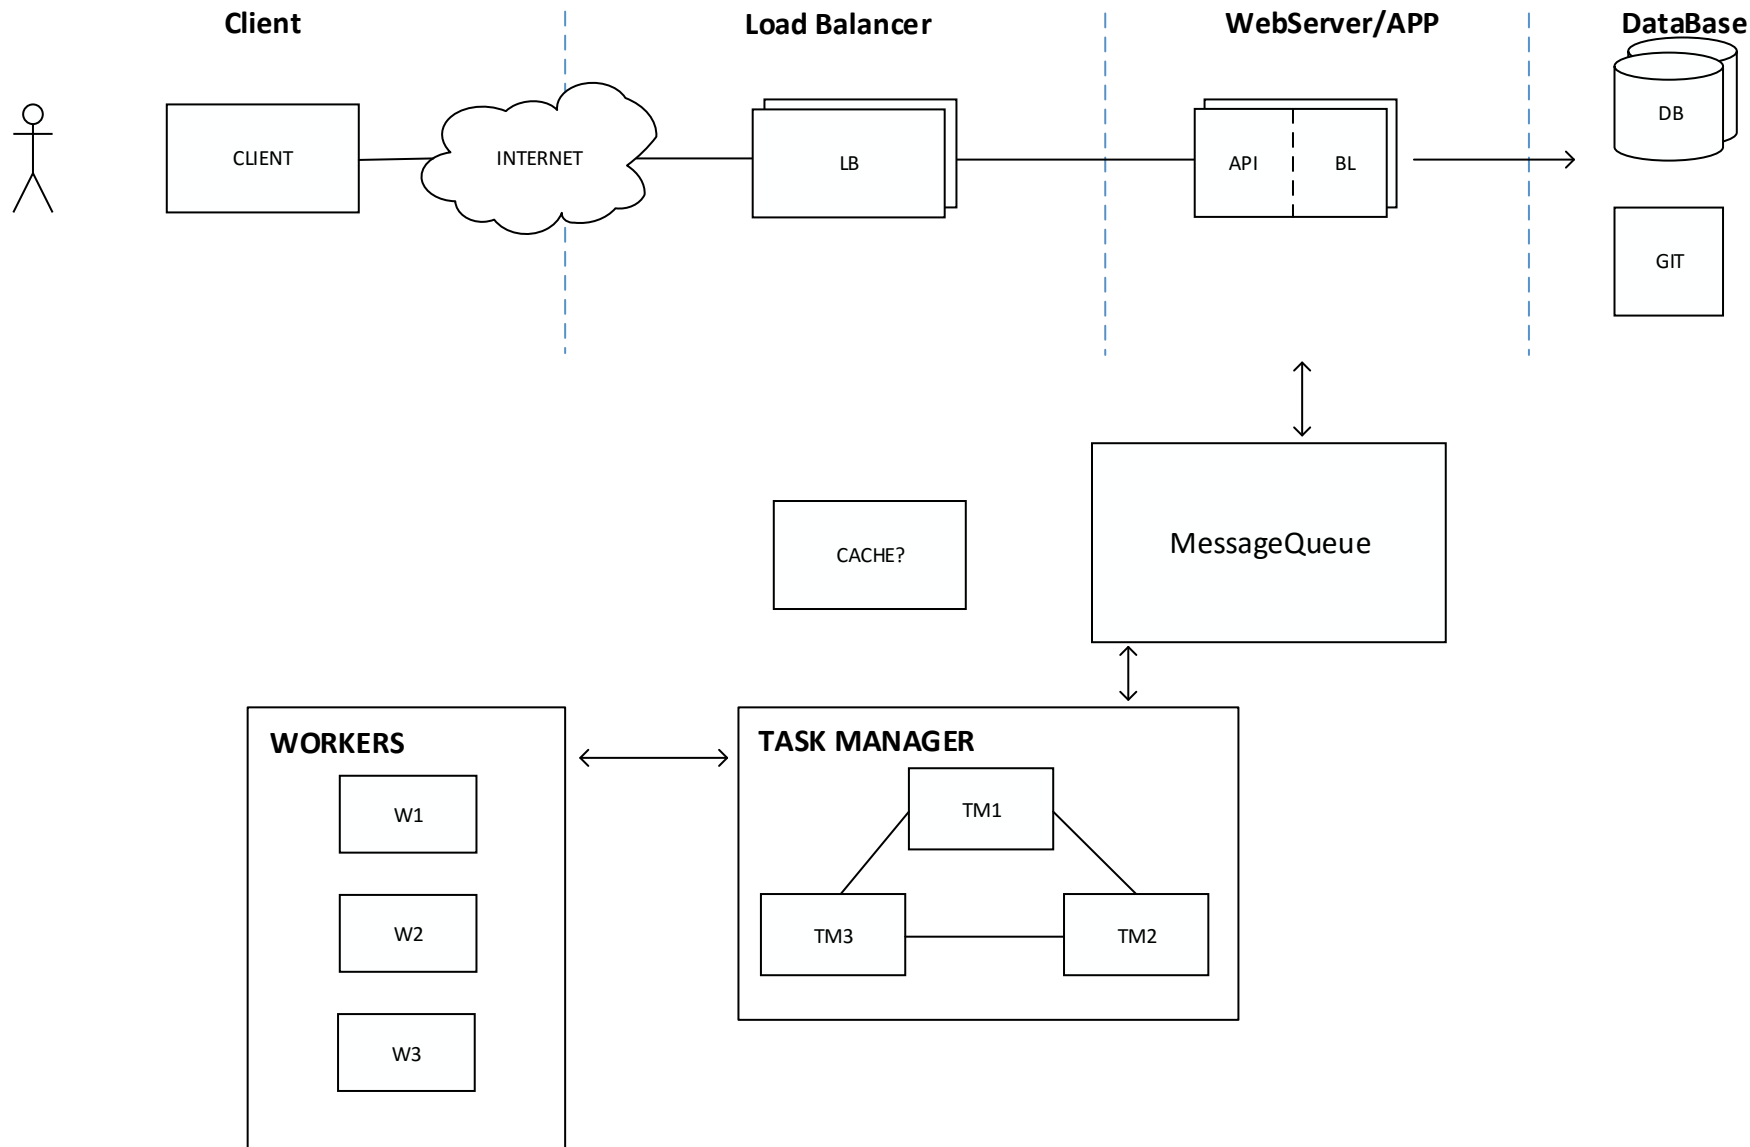 Client
Load Balancer
WebServer/APP
DataBase
CLIENT
INTERNET
LB
API
BL
DB
GIT
MessageQueue
CACHE?
WORKERS
W1
W2
W3
TASK MANAGER
TM1
TM3
TM2